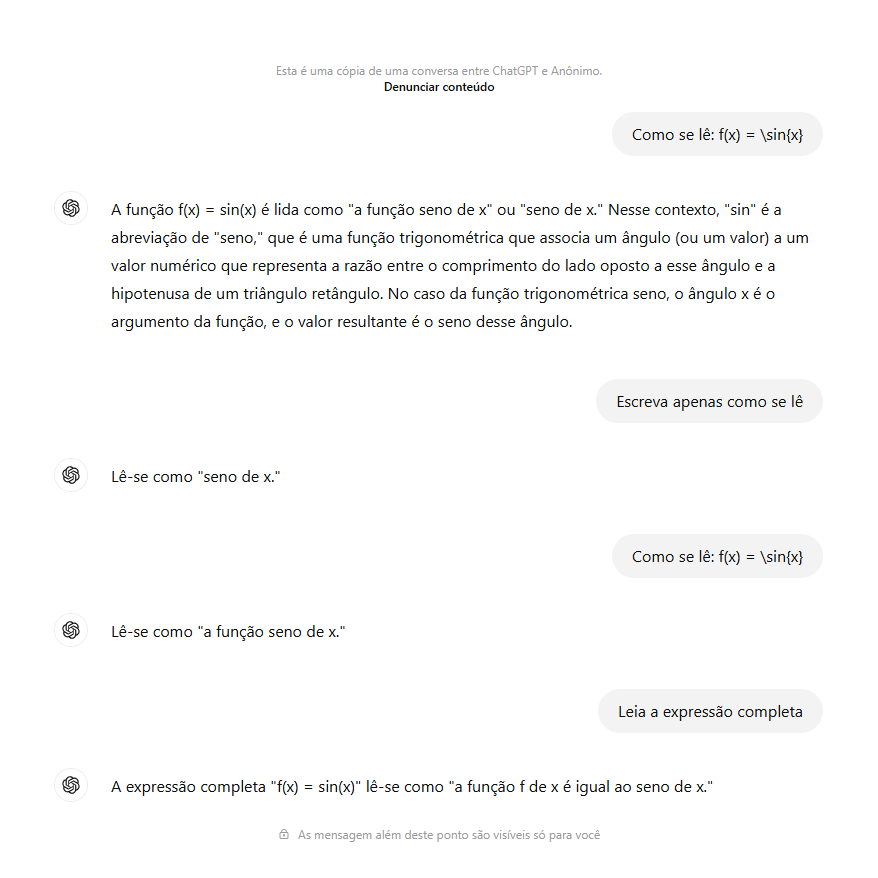 Esta é uma cópia de uma conversa entre ChatGPT e Anônimo.
Denunciar conteúdo
Como se lê: f(x) = \sin{x}
A função f(x) = sin(x) é lida como "a função seno de x" ou "seno de x." Nesse contexto, "sin" é a
abreviação de "seno," que é uma função trigonométrica que associa um ângulo (ou um valor) a um
valor numérico que representa a razão entre o comprimento do lado oposto a esse ângulo e a
hipotenusa de um triângulo retângulo. No caso da função trigonométrica seno, o ângulo x é o
argumento da função, e o valor resultante é o seno desse ângulo.
Escreva apenas como se lê
Lê-se como "seno de x."
Como se lê: f(x) = \sin{x}
Lê-se como "a função seno de x."
Leia a expressão completa
A expressão completa "f(x) = sin(x)" lê-se como "a função f de x é igual ao seno de x."
As mensagem além deste ponto são visíveis só para você